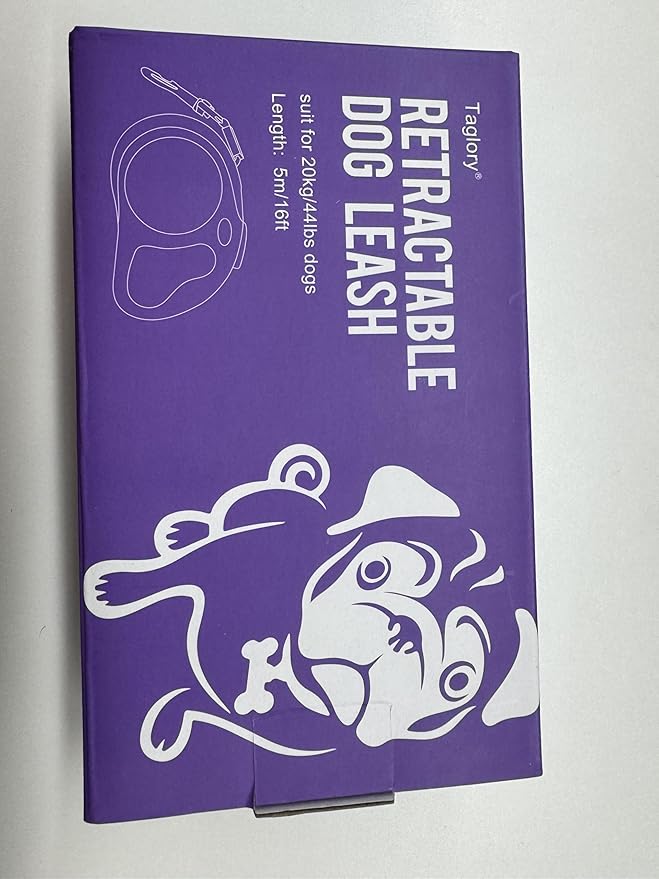 Taglory®
RETRACTABLE
DOG LEASH
suit for 20kg/44lbs dogs
Length: 5m/16ft